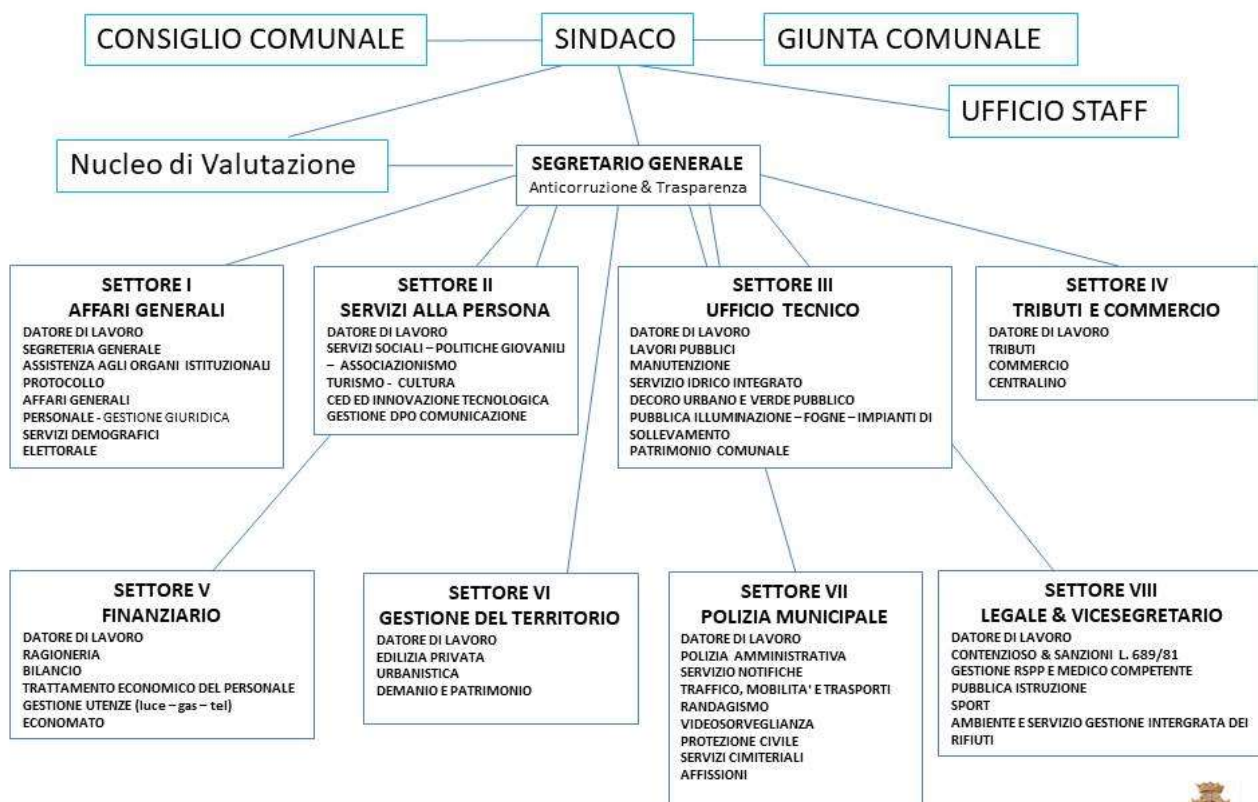 CONSIGLIO COMUNALE
SINDACO
GIUNTA COMUNALE
UFFICIO STAFF
Nucleo di Valutazione
SEGRETARIO GENERALE
Anticorruzione & Trasparenza
SETTORE I
AFFARI GENERALI
DATORE DI LAVORO
SEGRETERIA GENERALE
ASSISTENZA AGLI ORGANI ISTITUZIONALI
PROTOCOLLO
AFFARI GENERALI
PERSONALE - GESTIONE GIURIDICA
SERVIZI DEMOGRAFICI
ELETTORALE
SETTORE II
SERVIZI ALLA PERSONA
DATORE DI LAVORO
SERVIZI SOCIALI – POLITICHE GIOVANILI
– ASSOCIAZIONISMO
TURISMO - CULTURA
CED ED INNOVAZIONE TECNOLOGICA
GESTIONE DPO COMUNICAZIONE
SETTORE III
UFFICIO TECNICO
DATORE DI LAVORO
LAVORI PUBBLICI
MANUTENZIONE
SERVIZIO IDRICO INTEGRATO
DECORO URBANO E VERDE PUBBLICO
PUBBLICA ILLUMINAZIONE – FOGNE – IMPIANTI DI
SOLLEVAMENTO
PATRIMONIO COMUNALE
SETTORE IV
TRIBUTI E COMMERCIO
DATORE DI LAVORO
TRIBUTI
COMMERCIO
CENTRALINO
SETTORE V
FINANZIARIO
DATORE DI LAVORO
RAGIONERIA
BILANCIO
TRATTAMENTO ECONOMICO DEL PERSONALE
GESTIONE UTENZE (luce – gas – tel)
ECONOMATO
SETTORE VI
GESTIONE DEL TERRITORIO
DATORE DI LAVORO
EDILIZIA PRIVATA
URBANISTICA
DEMANIO E PATRIMONIO
SETTORE VII
POLIZIA MUNICIPALE
DATORE DI LAVORO
POLIZIA AMMINISTRATIVA
SERVIZIO NOTIFICHE
TRAFFICO, MOBILITA' E TRASPORTI
RANDAGISMO
VIDEOSORVEGLIANZA
PROTEZIONE CIVILE
SERVIZI CIMITERIALI
AFFISSIONI
SETTORE VIII
LEGALE & VICESEGRETARIO
DATORE DI LAVORO
CONTENZIOSO & SANZIONI L. 689/81
GESTIONE RSPP E MEDICO COMPETENTE
PUBBLICA ISTRUZIONE
SPORT
AMBIENTE E SERVIZIO GESTIONE INTERGRATA DEI
RIFIUTI